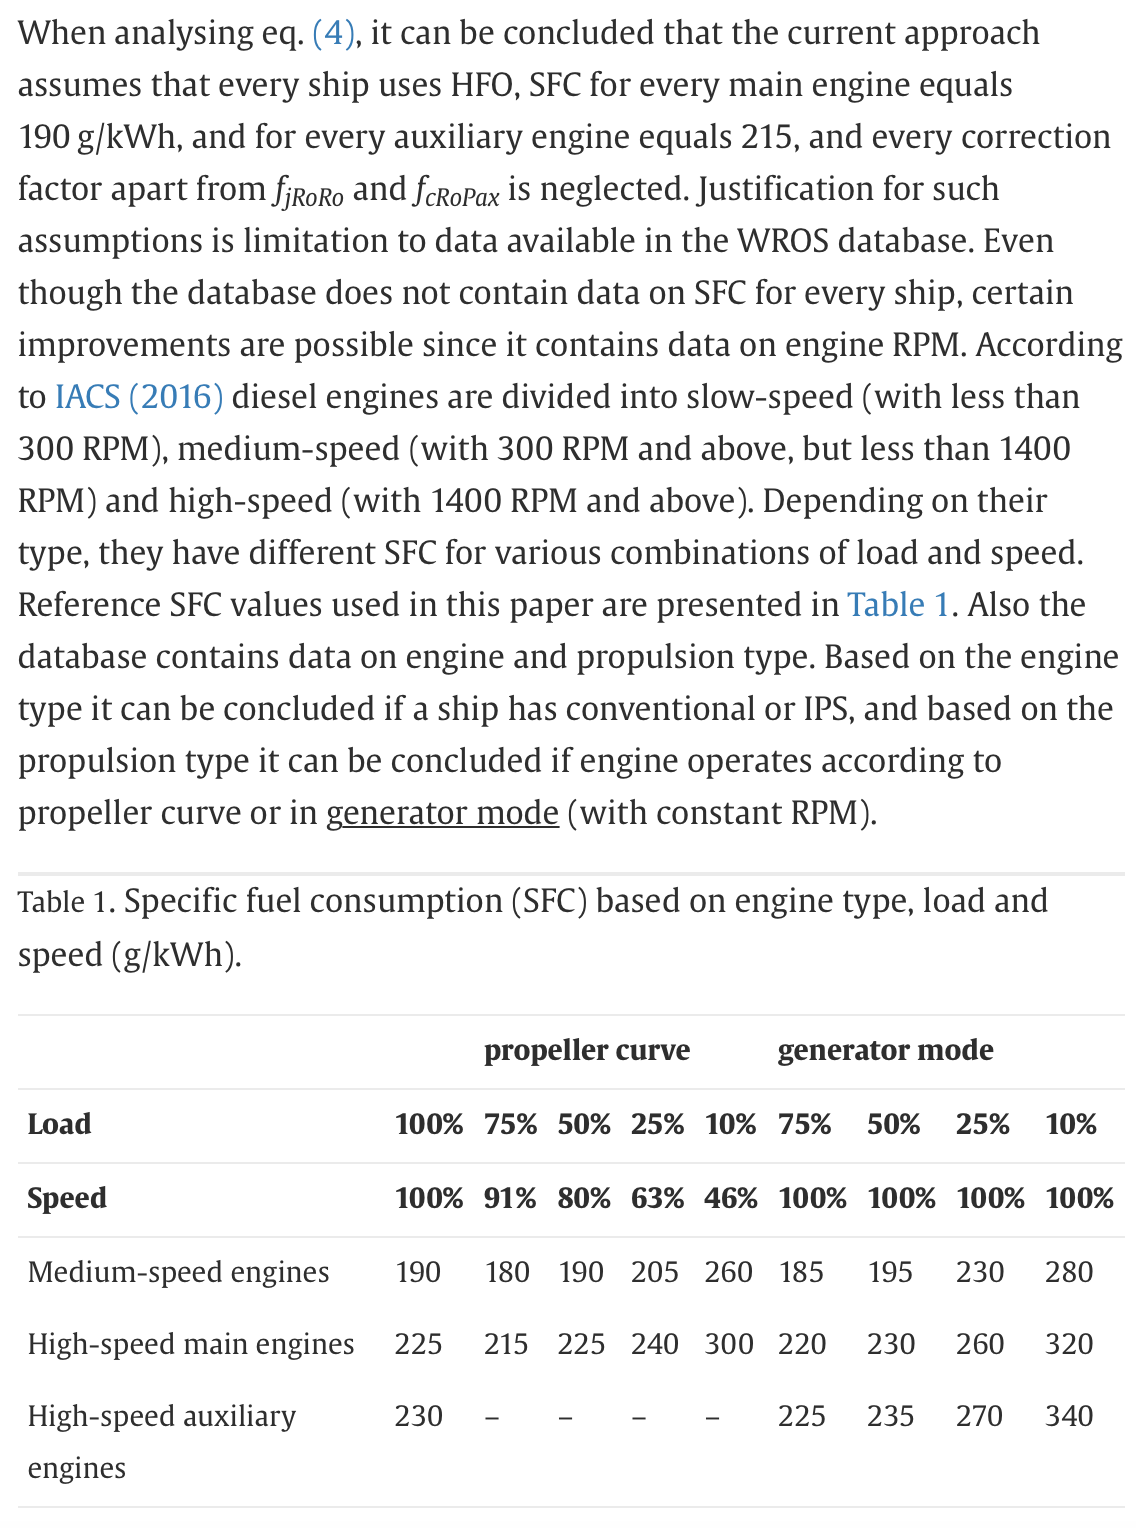 When analysing eq. (4), it can be concluded that the current approach
assumes that every ship uses HFO, SFC for every main engine equals
190 g/kWh, and for every auxiliary engine equals 215, and every correction
factor apart from fjRoRo and fcRoPax is neglected. Justification for such
assumptions is limitation to data available in the WROS database. Even
though the database does not contain data on SFC for every ship, certain
improvements are possible since it contains data on engine RPM. According
to IACS (2016) diesel engines are divided into slow-speed (with less than
300 RPM), medium-speed (with 300 RPM and above, but less than 1400
RPM) and high-speed (with 1400 RPM and above). Depending on their
type, they have different SFC for various combinations of load and speed.
Reference SFC values used in this paper are presented in Table 1. Also the
database contains data on engine and propulsion type. Based on the engine
type it can be concluded if a ship has conventional or IPS, and based on the
propulsion type it can be concluded if engine operates according to
propeller curve or in generator mode (with constant RPM).
Table 1. Specific fuel consumption (SFC) based on engine type, load and
speed (g/kWh).
propeller curve generator mode
Load 100% 75% 50% 25% 10% 75% 50% 25% 10%
Speed 100% 91% 80% 63% 46% 100% 100% 100% 100%
Medium-speed engines 190 180 190 205 260 185 195 230 280
High-speed main engines 225 215 225 240 300 220 230 260 320
High-speed auxiliary 230 – – – – 225 235 270 340
engines